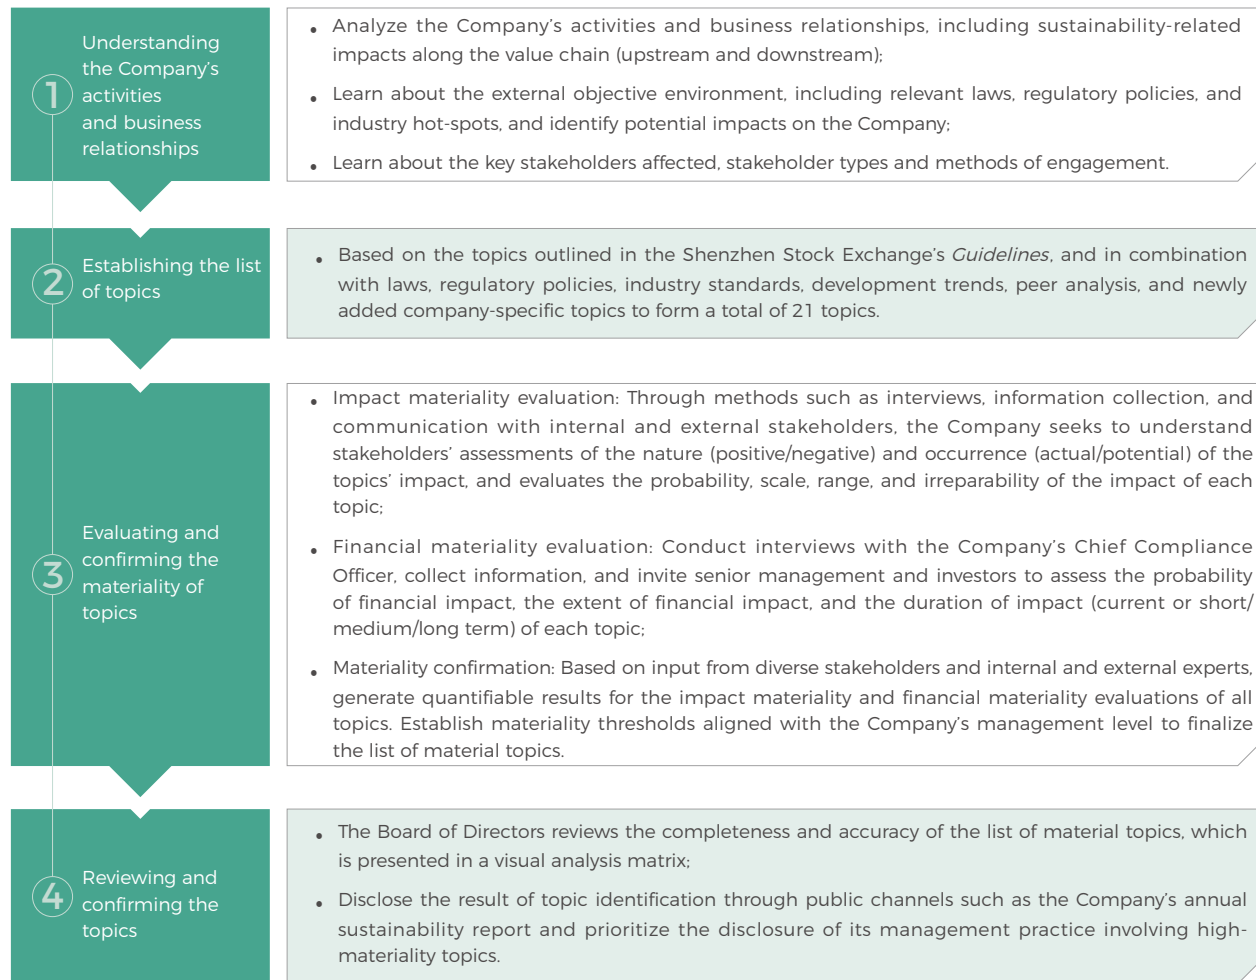 1
Understanding
the Company's
activities
and business
relationships
• Analyze the Company's activities and business relationships, including sustainability-related
impacts along the value chain (upstream and downstream);
• Learn about the external objective environment, including relevant laws, regulatory policies, and
industry hot-spots, and identify potential impacts on the Company;
• Learn about the key stakeholders affected, stakeholder types and methods of engagement.
2
Establishing the list
of topics
• Based on the topics outlined in the Shenzhen Stock Exchange's Guidelines, and in combination
with laws, regulatory policies, industry standards, development trends, peer analysis, and newly
added company-specific topics to form a total of 21 topics.
3
Evaluating and
confirming the
materiality of
topics
• Impact materiality evaluation: Through methods such as interviews, information collection, and
communication with internal and external stakeholders, the Company seeks to understand
stakeholders' assessments of the nature (positive/negative) and occurrence (actual/potential) of the
topics' impact, and evaluates the probability, scale, range, and irreparability of the impact of each
topic;
• Financial materiality evaluation: Conduct interviews with the Company's Chief Compliance
Officer, collect information, and invite senior management and investors to assess the probability
of financial impact, the extent of financial impact, and the duration of impact (current or short/
medium/long term) of each topic;
• Materiality confirmation: Based on input from diverse stakeholders and internal and external experts,
generate quantifiable results for the impact materiality and financial materiality evaluations of all
topics. Establish materiality thresholds aligned with the Company's management level to finalize
the list of material topics.
4
Reviewing and
confirming the
topics
• The Board of Directors reviews the completeness and accuracy of the list of material topics, which
is presented in a visual analysis matrix;
• Disclose the result of topic identification through public channels such as the Company's annual
sustainability report and prioritize the disclosure of its management practice involving high-
materiality topics.